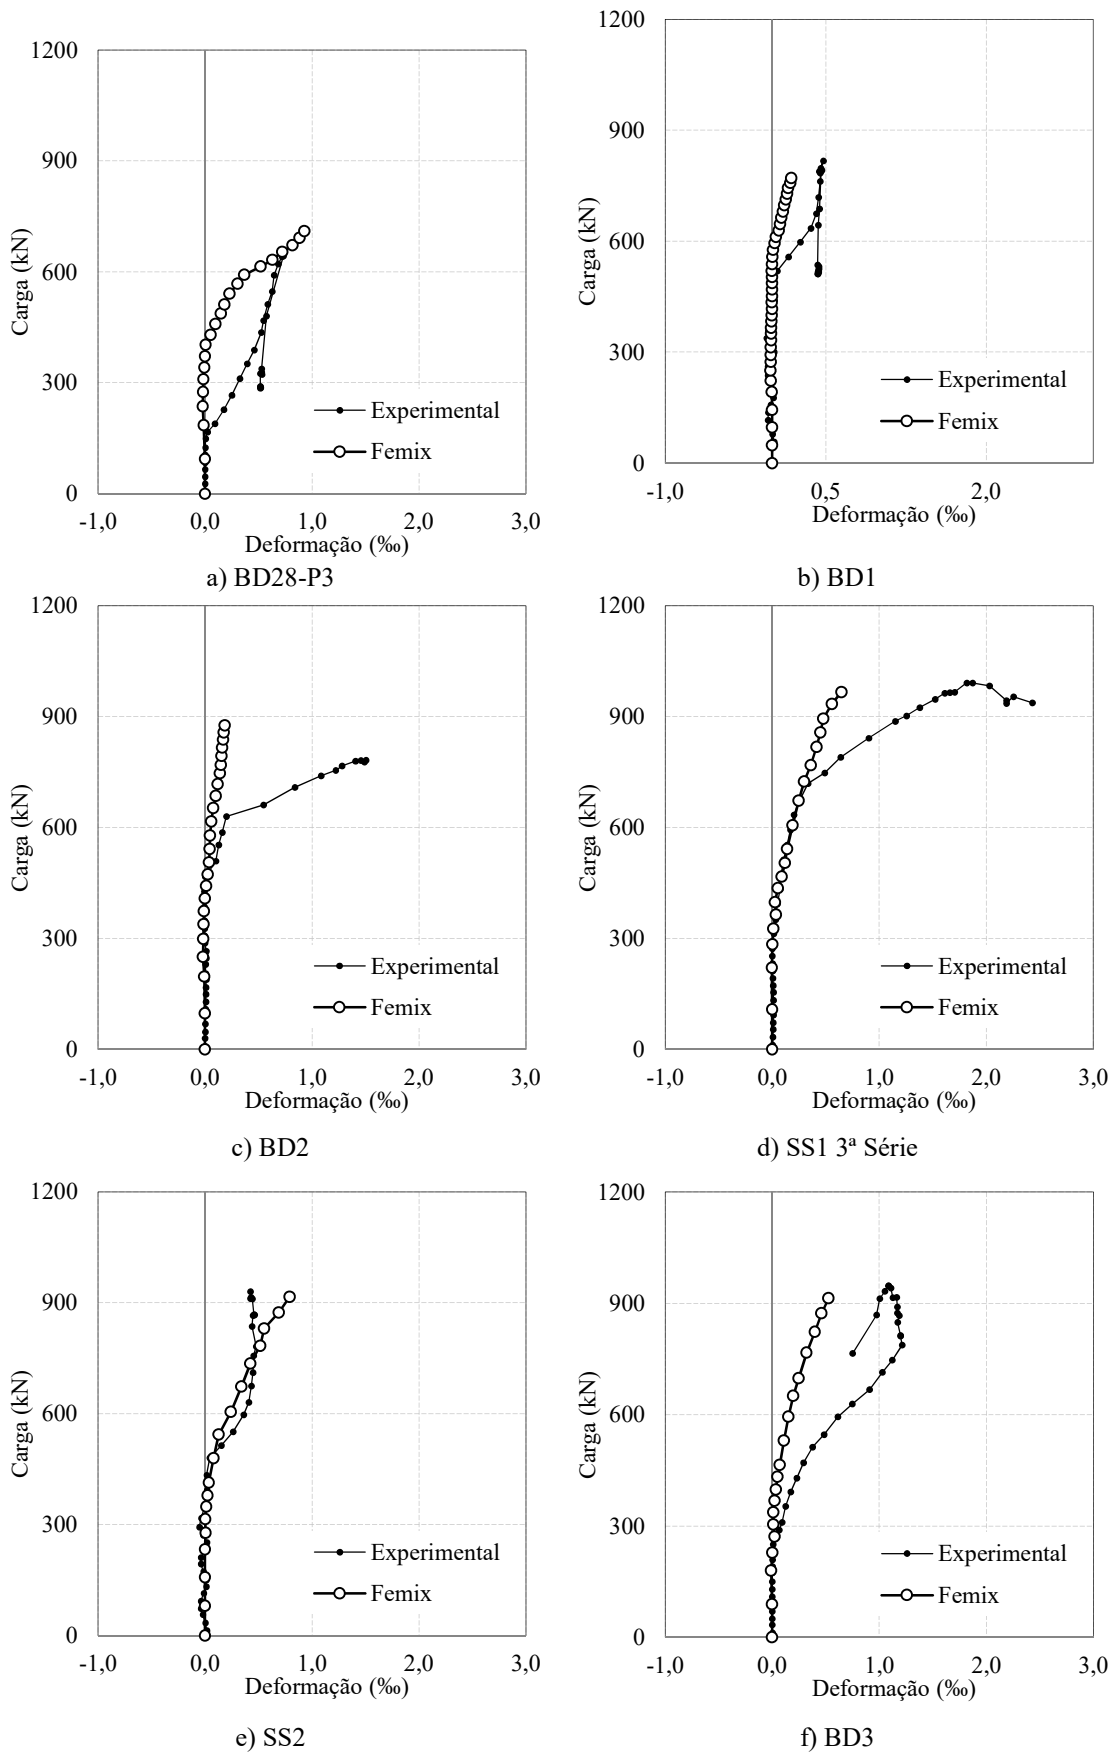 1200
900
600
300
0
Carga (kN)
Experimental
Femix
-1,0 0,0 1,0 2,0 3,0
Deformação (‰)
a) BD28-P3
1200
900
600
300
0
Carga (kN)
Experimental
Femix
-1,0 0,5 2,0
Deformação (‰)
b) BD1
1200
900
600
300
0
Carga (kN)
Experimental
Femix
-1,0 0,0 1,0 2,0 3,0
Deformação (‰)
c) BD2
1200
900
600
300
0
Carga (kN)
Experimental
Femix
-1,0 0,0 1,0 2,0 3,0
Deformação (‰)
d) SS1 3ª Série
1200
900
600
300
0
Carga (kN)
Experimental
Femix
-1,0 0,0 1,0 2,0 3,0
Deformação (‰)
e) SS2
1200
900
600
300
0
Carga (kN)
Experimental
Femix
-1,0 0,0 1,0 2,0 3,0
Deformação (‰)
f) BD3